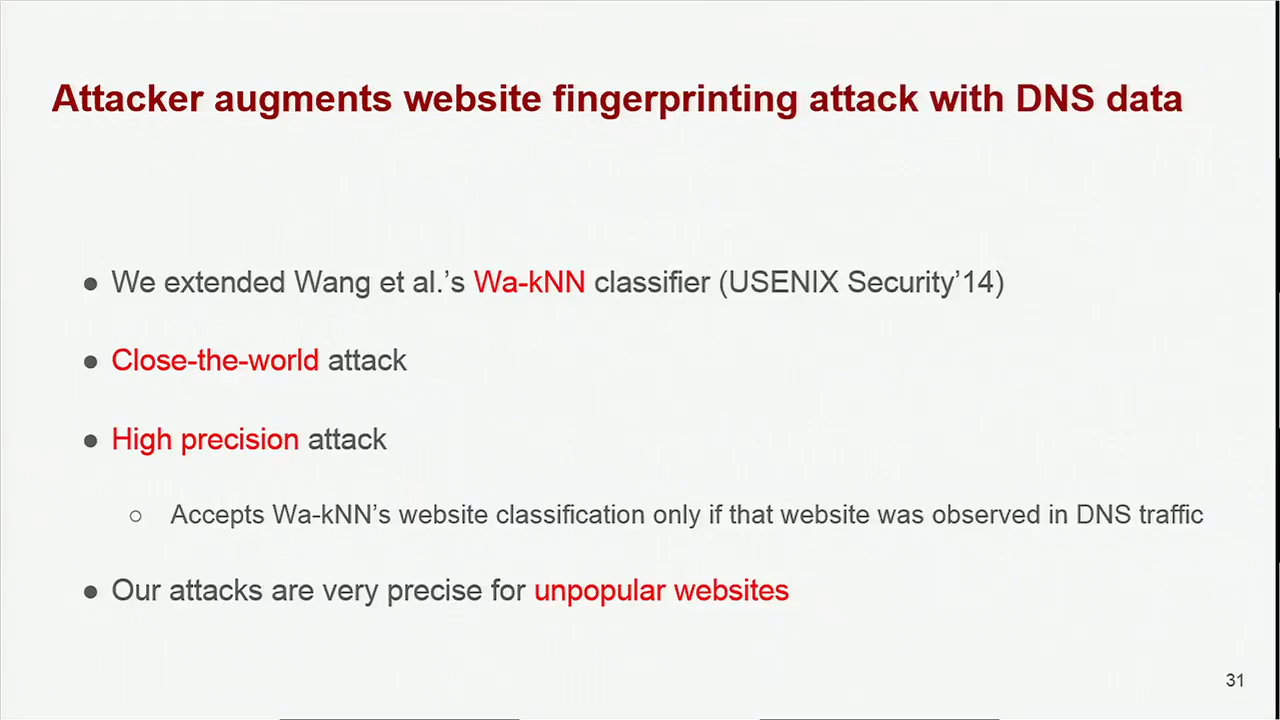 Attacker augments website fingerprinting attack with DNS data
● We extended Wang et al.’s Wa-kNN classifier (USENIX Security’14)
● Close-the-world attack
● High precision attack
○ Accepts Wa-kNN’s website classification only if that website was observed in DNS traffic
● Our attacks are very precise for unpopular websites
31